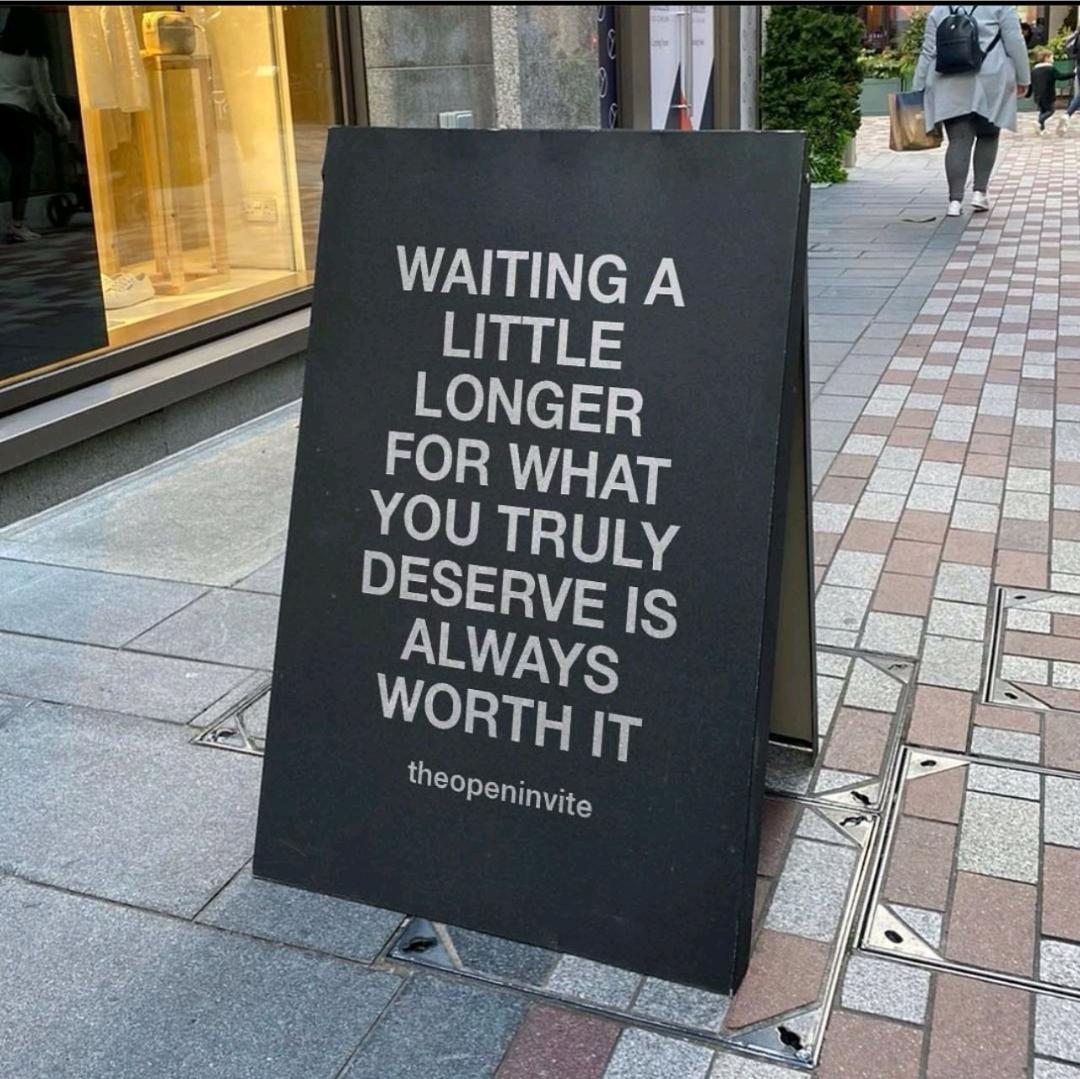 WAITING A
LITTLE
LONGER
FOR WHAT
YOU TRULY
DESERVE IS
ALWAYS
WORTH IT
theopeninvite